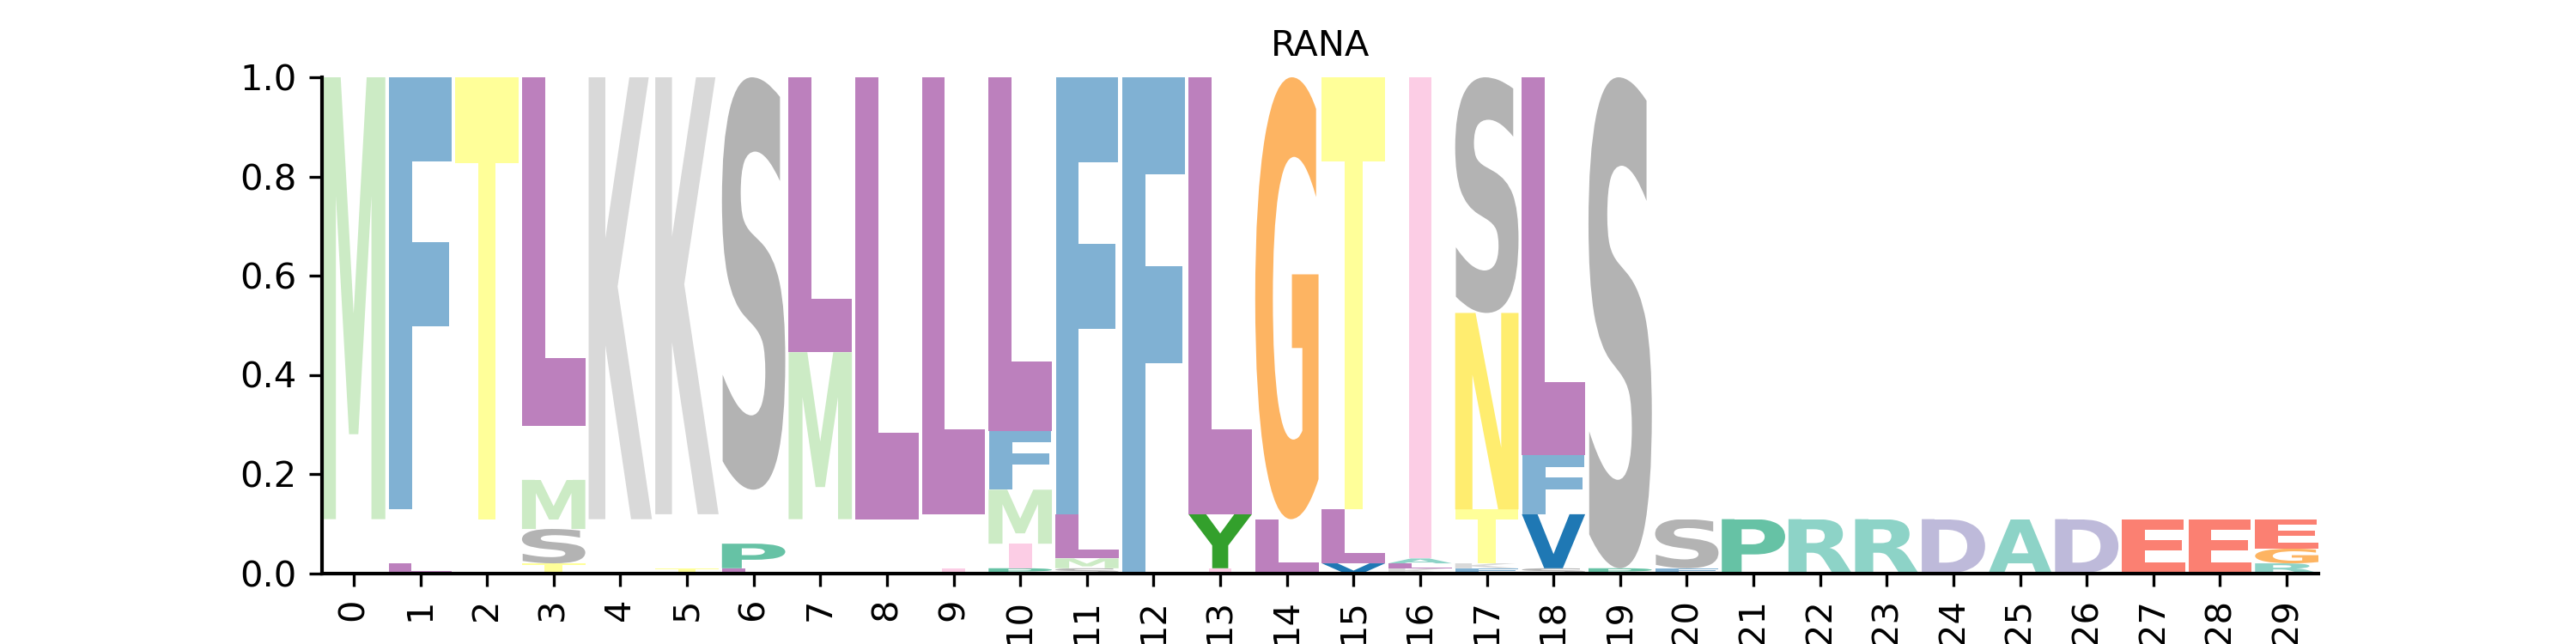 RANA
1.0
0.8
0.6
0.4
0.2
0.0
M F T L K K S L L L L F F L G T I S L S
M M F N F
M S P M I L M Y L L T V S P R R D A D E E E G R
0 1 2 3 4 5 6 7 8 9 10 11 12 13 14 15 16 17 18 19 20 21 22 23 24 25 26 27 28 29